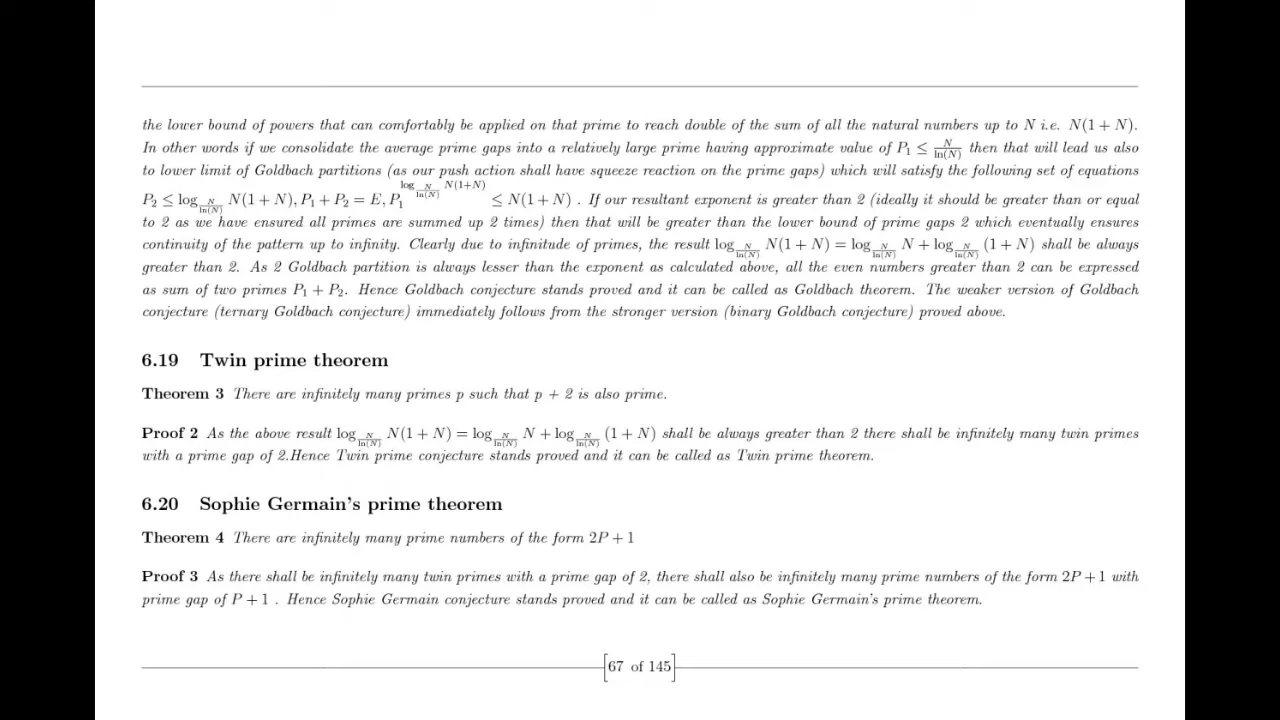 the lower bound of powers that can comfortably be applied on that prime to reach double of the sum of all the natural numbers up to N i.e. N(1 + N).
In other words if we consolidate the average prime gaps into a relatively large prime having approximate value of P₁ ≤ N/ln(N) then that will lead us also
to lower limit of Goldbach partitions (as our push action shall have squeeze reaction on the prime gaps) which will satisfy the following set of equations
P₂ ≤ log_{N/ln(N)} N(1 + N), P₁ + P₂ = E, P₁^{log_{N/ln(N)} N(1+N)} ≤ N(1 + N) . If our resultant exponent is greater than 2 (ideally it should be greater than or equal
to 2 as we have ensured all primes are summed up 2 times) then that will be greater than the lower bound of prime gaps 2 which eventually ensures
continuity of the pattern up to infinity. Clearly due to infinitude of primes, the result log_{N/ln(N)} N(1 + N) = log_{N/ln(N)} N + log_{N/ln(N)} (1 + N) shall be always
greater than 2. As 2 Goldbach partition is always lesser than the exponent as calculated above, all the even numbers greater than 2 can be expressed
as sum of two primes P₁ + P₂. Hence Goldbach conjecture stands proved and it can be called as Goldbach theorem. The weaker version of Goldbach
conjecture (ternary Goldbach conjecture) immediately follows from the stronger version (binary Goldbach conjecture) proved above.
6.19 Twin prime theorem
Theorem 3 There are infinitely many primes p such that p + 2 is also prime.
Proof 2 As the above result log_{N/ln(N)} N(1 + N) = log_{N/ln(N)} N + log_{N/ln(N)} (1 + N) shall be always greater than 2 there shall be infinitely many twin primes
with a prime gap of 2.Hence Twin prime conjecture stands proved and it can be called as Twin prime theorem.
6.20 Sophie Germain's prime theorem
Theorem 4 There are infinitely many prime numbers of the form 2P + 1
Proof 3 As there shall be infinitely many twin primes with a prime gap of 2, there shall also be infinitely many prime numbers of the form 2P + 1 with
prime gap of P + 1 . Hence Sophie Germain conjecture stands proved and it can be called as Sophie Germain's prime theorem.
[67 of 145]